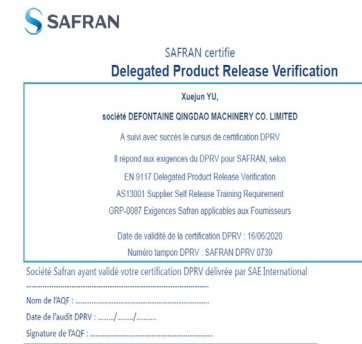 SAFRAN
SAFRAN certifie
Delegated Product Release Verification
Xuejun YU,
société DEFONTAINE QINGDAO MACHINERY CO. LIMITED
A suivi avec succès le cursus de certification DPRV
Il répond aux exigences du DPRV pour SAFRAN, selon
EN 9117 Delegated Product Release Verification
AS13001 Supplier Self Release Training Requirement
GRP-0087 Exigences Safran applicables aux Fournisseurs
Date de validité de la certification DPRV : 16/06/2020
Numéro tampon DPRV : SAFRAN DPRV 0739
Société Safran ayant validé votre certification DPRV délivrée par SAE International
Nom de l'AQF : ..........
Date de l'audit DPRV : ......../......../..........
Signature de l'AQF : ..........